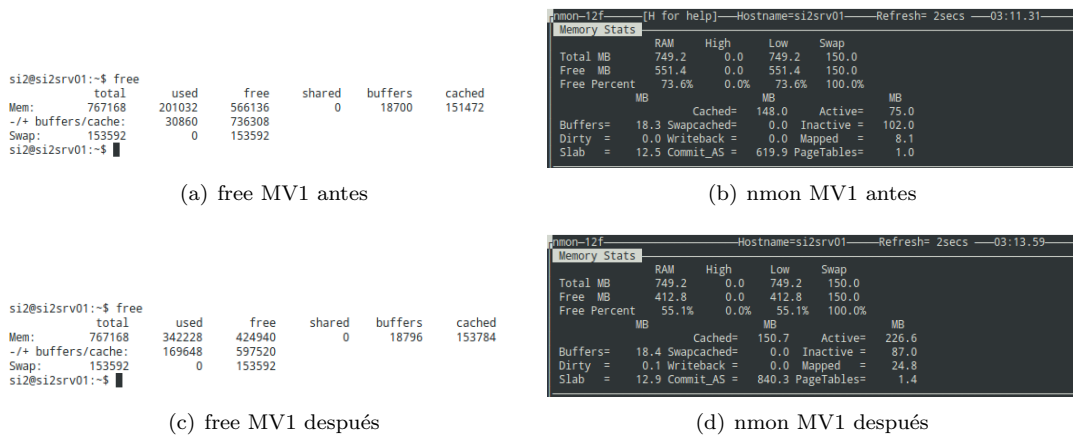 si2@si2srv01:~$ free
total used free shared buffers cached
Mem: 767168 201032 566136 0 18700 151472
-/+ buffers/cache: 30860 736308
Swap: 153592 0 153592
si2@si2srv01:~$
(a) free MV1 antes
nmon—12f [H for help] Hostname=si2srv01 Refresh= 2secs 03:11.31
Memory Stats
RAM High Low Swap
Total MB 749.2 0.0 749.2 150.0
Free MB 551.4 0.0 551.4 150.0
Free Percent 73.6% 0.0% 73.6% 100.0%
MB MB MB
Cached= 148.0 Active= 75.0
Buffers= 18.3 Swapcached= 0.0 Inactive = 102.0
Dirty = 0.0 Writeback = 0.0 Mapped = 8.1
Slab = 12.5 Commit_AS = 619.9 PageTables= 1.0
(b) nmon MV1 antes
si2@si2srv01:~$ free
total used free shared buffers cached
Mem: 767168 342228 424940 0 18796 153784
-/+ buffers/cache: 169648 597520
Swap: 153592 0 153592
si2@si2srv01:~$
(c) free MV1 después
nmon—12f Hostname=si2srv01 Refresh= 2secs 03:13.59
Memory Stats
RAM High Low Swap
Total MB 749.2 0.0 749.2 150.0
Free MB 412.8 0.0 412.8 150.0
Free Percent 55.1% 0.0% 55.1% 100.0%
MB MB MB
Cached= 150.7 Active= 226.6
Buffers= 18.4 Swapcached= 0.0 Inactive = 87.0
Dirty = 0.1 Writeback = 0.0 Mapped = 24.8
Slab = 12.9 Commit_AS = 840.3 PageTables= 1.4
(d) nmon MV1 después